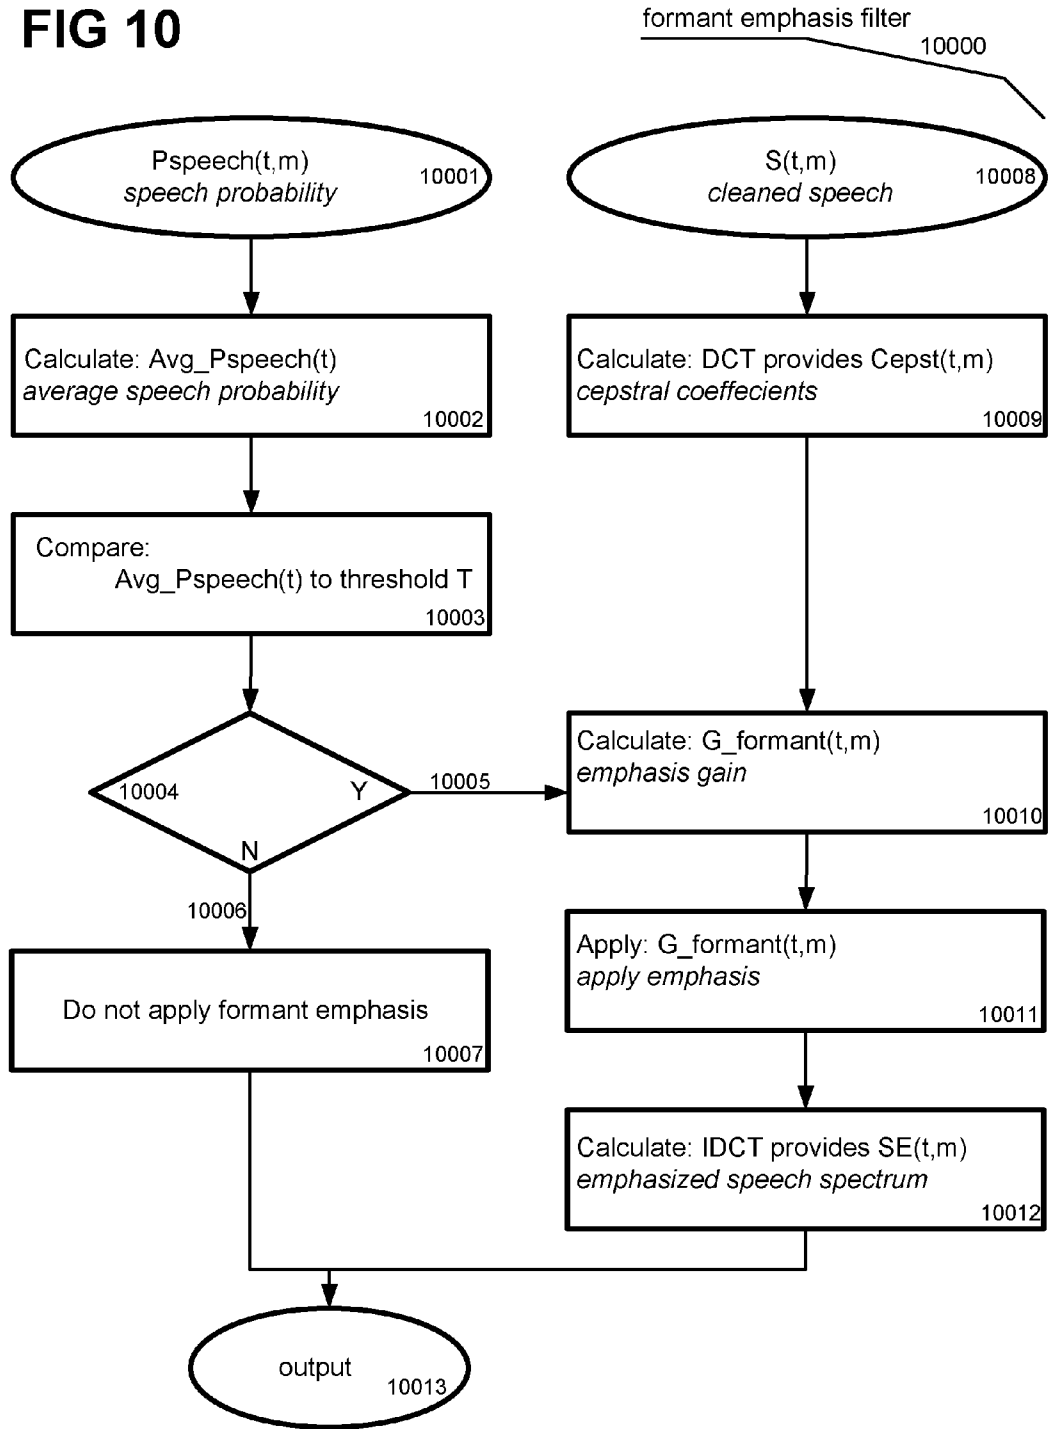 FIG 10
formant emphasis filter
10000
Pspeech(t,m)
speech probability
10001
S(t,m)
cleaned speech
10008
Calculate: Avg_Pspeech(t)
average speech probability
10002
Calculate: DCT provides Cepst(t,m)
cepstral coeffecients
10009
Compare:
Avg_Pspeech(t) to threshold T
10003
10004
Y
N
10005
10006
Calculate: G_formant(t,m)
emphasis gain
10010
Do not apply formant emphasis
10007
Apply: G_formant(t,m)
apply emphasis
10011
Calculate: IDCT provides SE(t,m)
emphasized speech spectrum
10012
output
10013